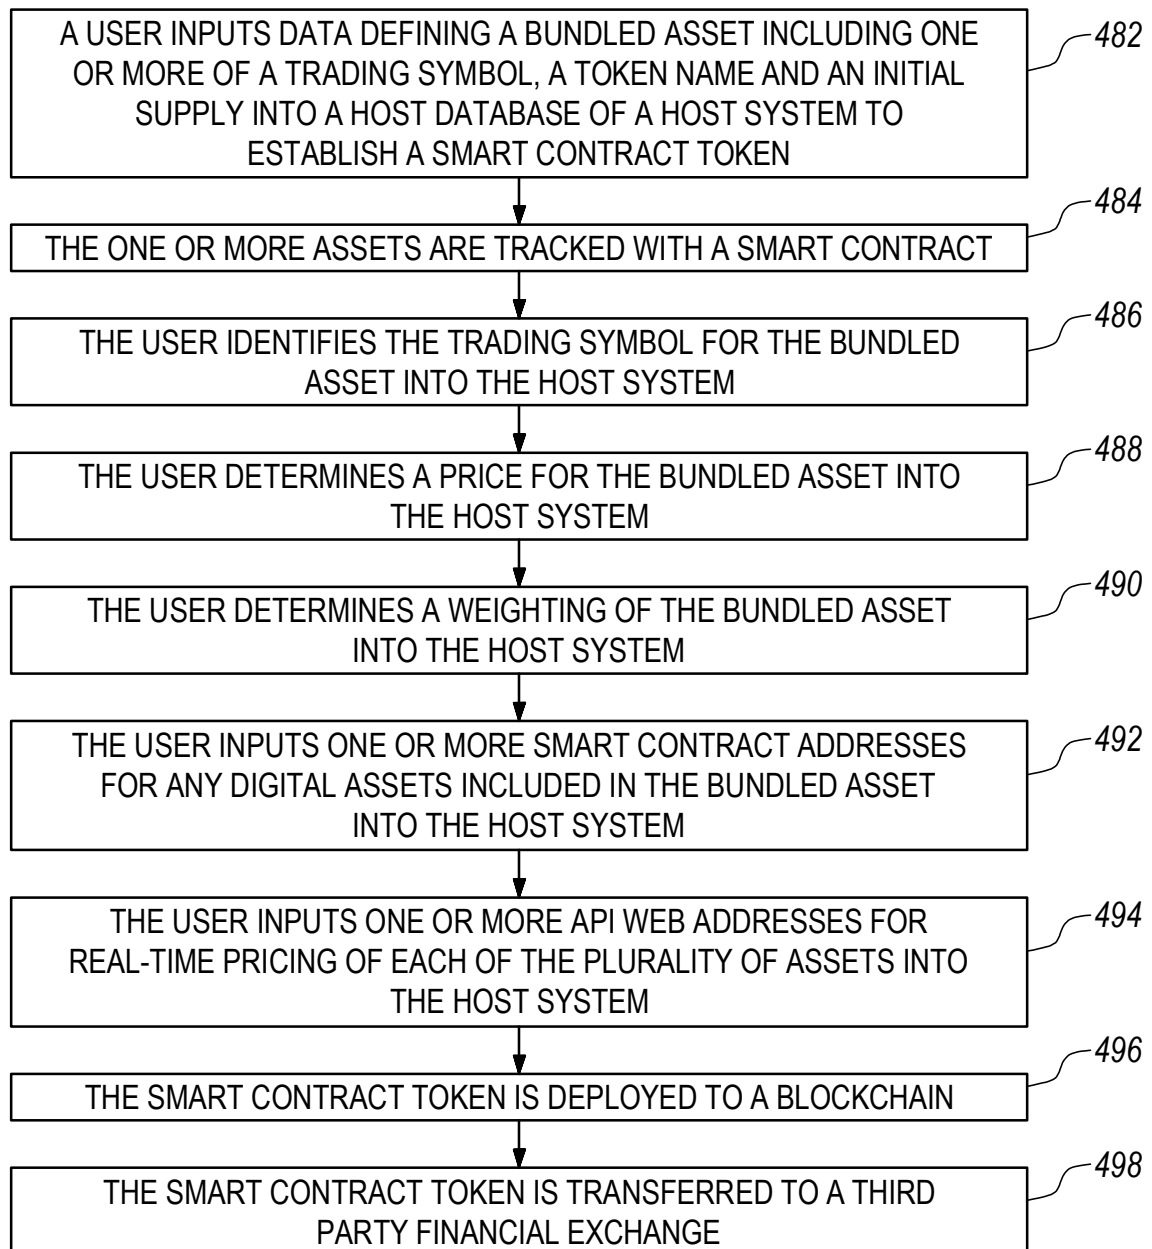 A USER INPUTS DATA DEFINING A BUNDLED ASSET INCLUDING ONE
OR MORE OF A TRADING SYMBOL, A TOKEN NAME AND AN INITIAL
SUPPLY INTO A HOST DATABASE OF A HOST SYSTEM TO
ESTABLISH A SMART CONTRACT TOKEN
482
THE ONE OR MORE ASSETS ARE TRACKED WITH A SMART CONTRACT
484
THE USER IDENTIFIES THE TRADING SYMBOL FOR THE BUNDLED
ASSET INTO THE HOST SYSTEM
486
THE USER DETERMINES A PRICE FOR THE BUNDLED ASSET INTO
THE HOST SYSTEM
488
THE USER DETERMINES A WEIGHTING OF THE BUNDLED ASSET
INTO THE HOST SYSTEM
490
THE USER INPUTS ONE OR MORE SMART CONTRACT ADDRESSES
FOR ANY DIGITAL ASSETS INCLUDED IN THE BUNDLED ASSET
INTO THE HOST SYSTEM
492
THE USER INPUTS ONE OR MORE API WEB ADDRESSES FOR
REAL-TIME PRICING OF EACH OF THE PLURALITY OF ASSETS INTO
THE HOST SYSTEM
494
THE SMART CONTRACT TOKEN IS DEPLOYED TO A BLOCKCHAIN
496
THE SMART CONTRACT TOKEN IS TRANSFERRED TO A THIRD
PARTY FINANCIAL EXCHANGE
498